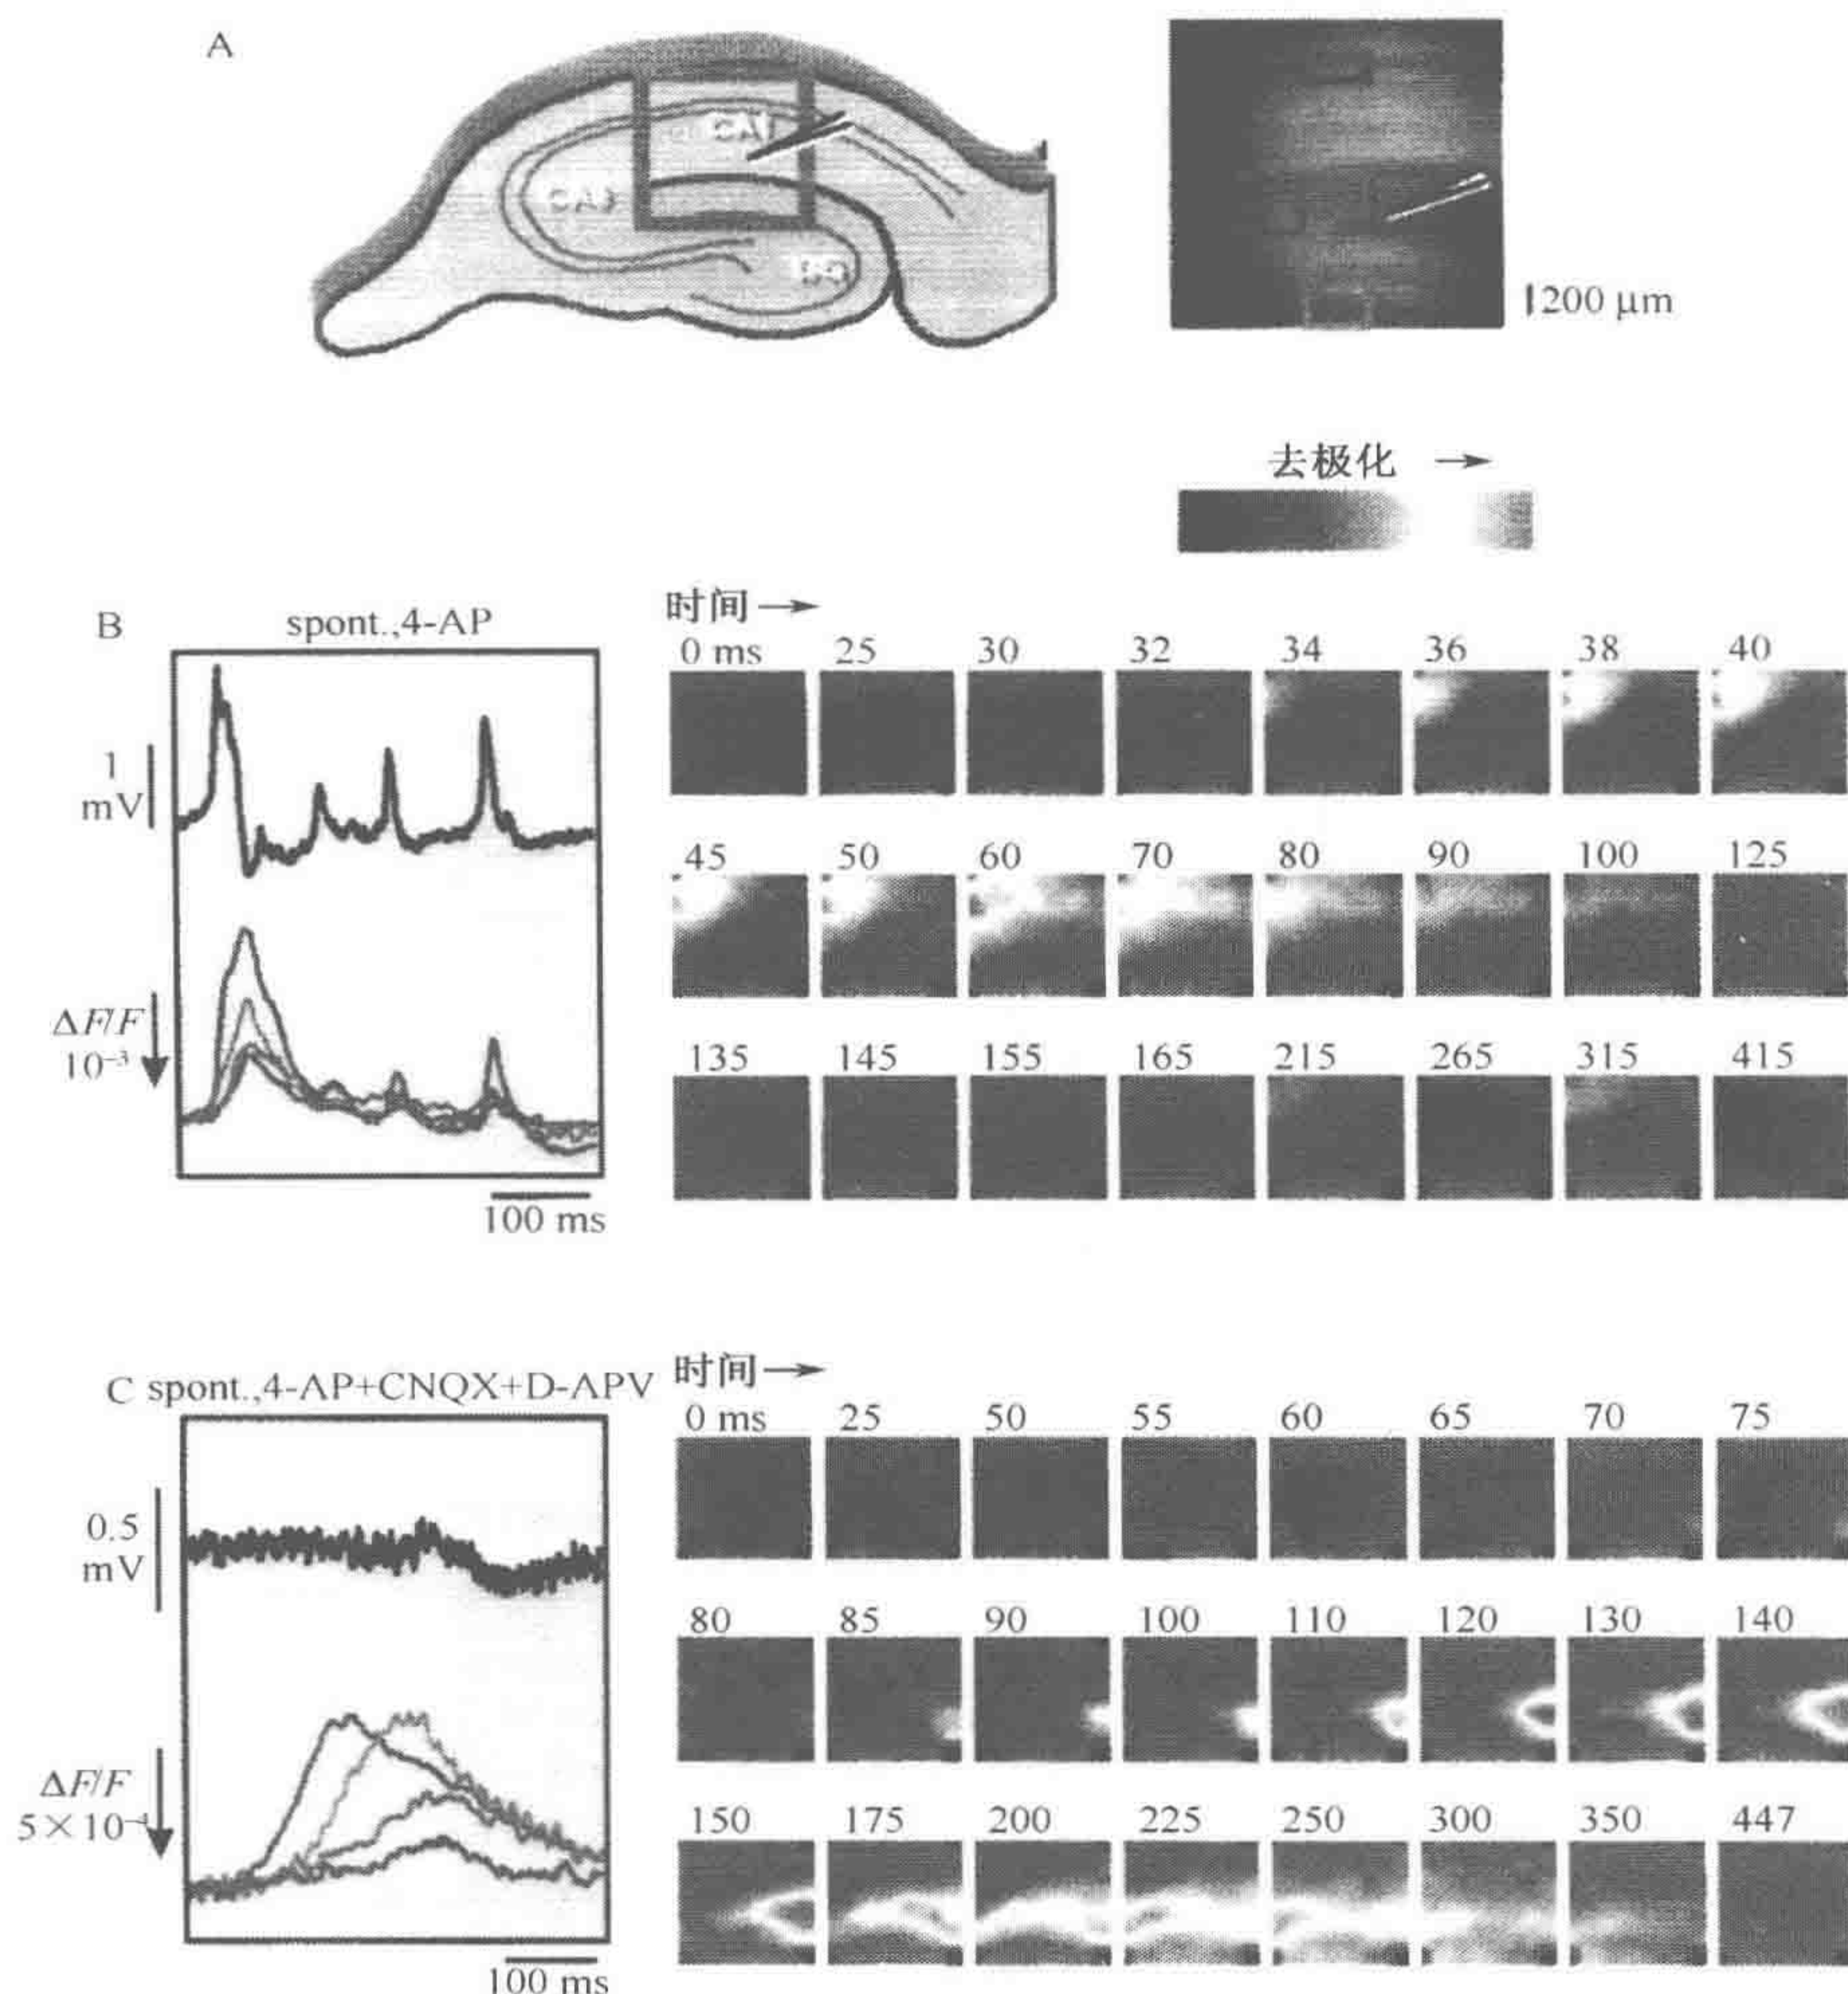 A
CA1
CA3
DG
200 μm
去极化 →
B
spont.,4-AP
时间→
0 ms 25 30 32 34 36 38 40
1
mV
45 50 60 70 80 90 100 125
ΔF/F
10⁻³
135 145 155 165 215 265 315 415
100 ms
C spont.,4-AP+CNQX+D-APV
时间→
0 ms 25 50 55 60 65 70 75
0.5
mV
80 85 90 100 110 120 130 140
ΔF/F
5×10⁻⁴
150 175 200 225 250 300 350 447
100 ms